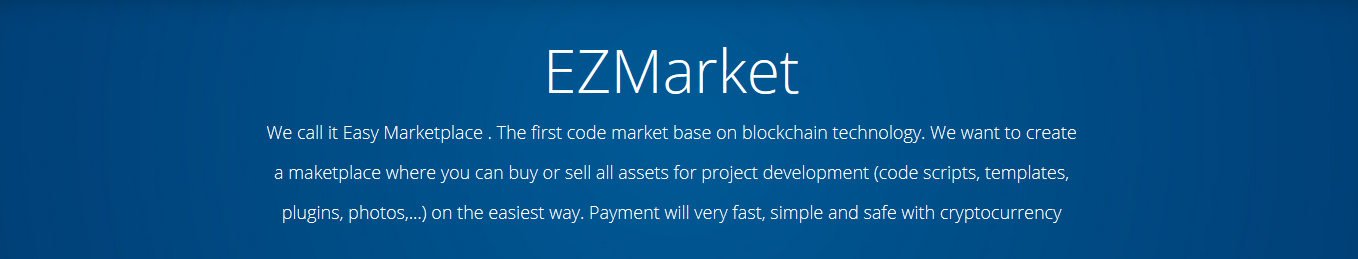 EZMarket
We call it Easy Marketplace . The first code market base on blockchain technology. We want to create
a maketplace where you can buy or sell all assets for project development (code scripts, templates,
plugins, photos,...) on the easiest way. Payment will very fast, simple and safe with cryptocurrency